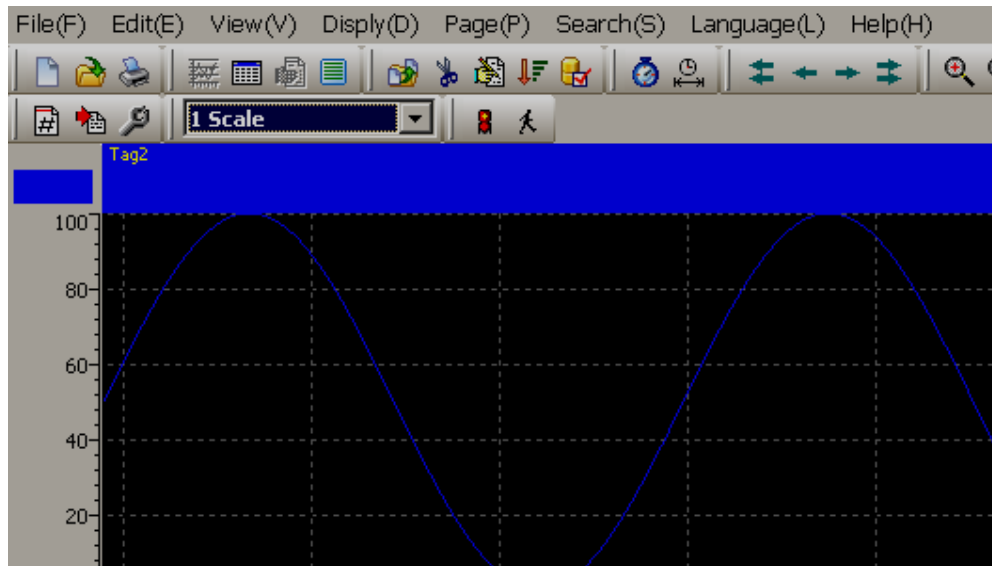 File(F) Edit(E) View(V) Disply(D) Page(P) Search(S) Language(L) Help(H)
1 Scale
Tag2
100
80
60
40
20